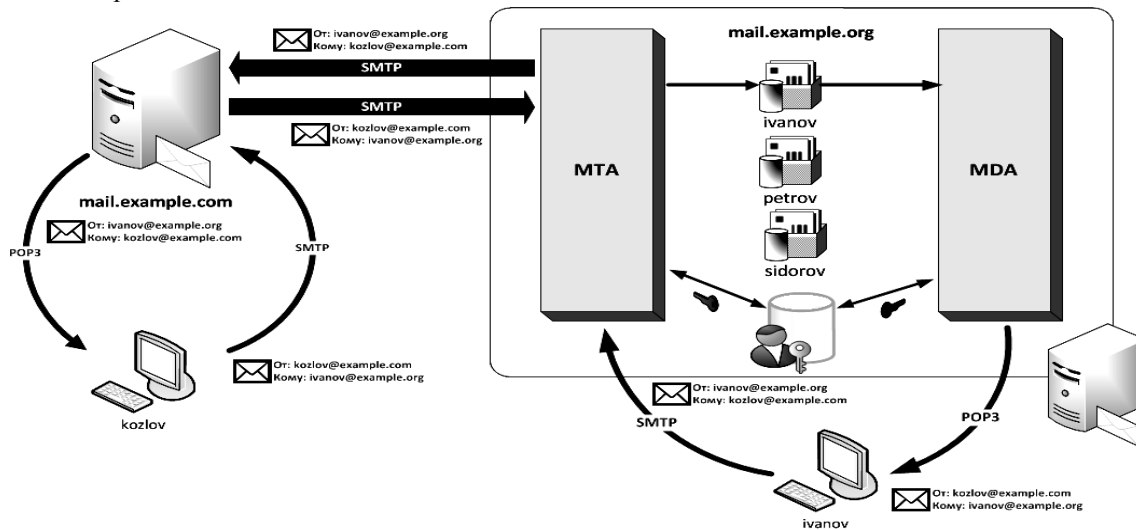 От: ivanov@example.org
Кому: kozlov@example.com
SMTP
SMTP
От: kozlov@example.com
Кому: ivanov@example.org
mail.example.com
От: ivanov@example.org
Кому: kozlov@example.com
POP3
SMTP
От: kozlov@example.com
Кому: ivanov@example.org
kozlov
mail.example.org
MTA
ivanov
petrov
sidorov
MDA
От: ivanov@example.org
Кому: kozlov@example.com
SMTP
POP3
От: kozlov@example.com
Кому: ivanov@example.org
ivanov